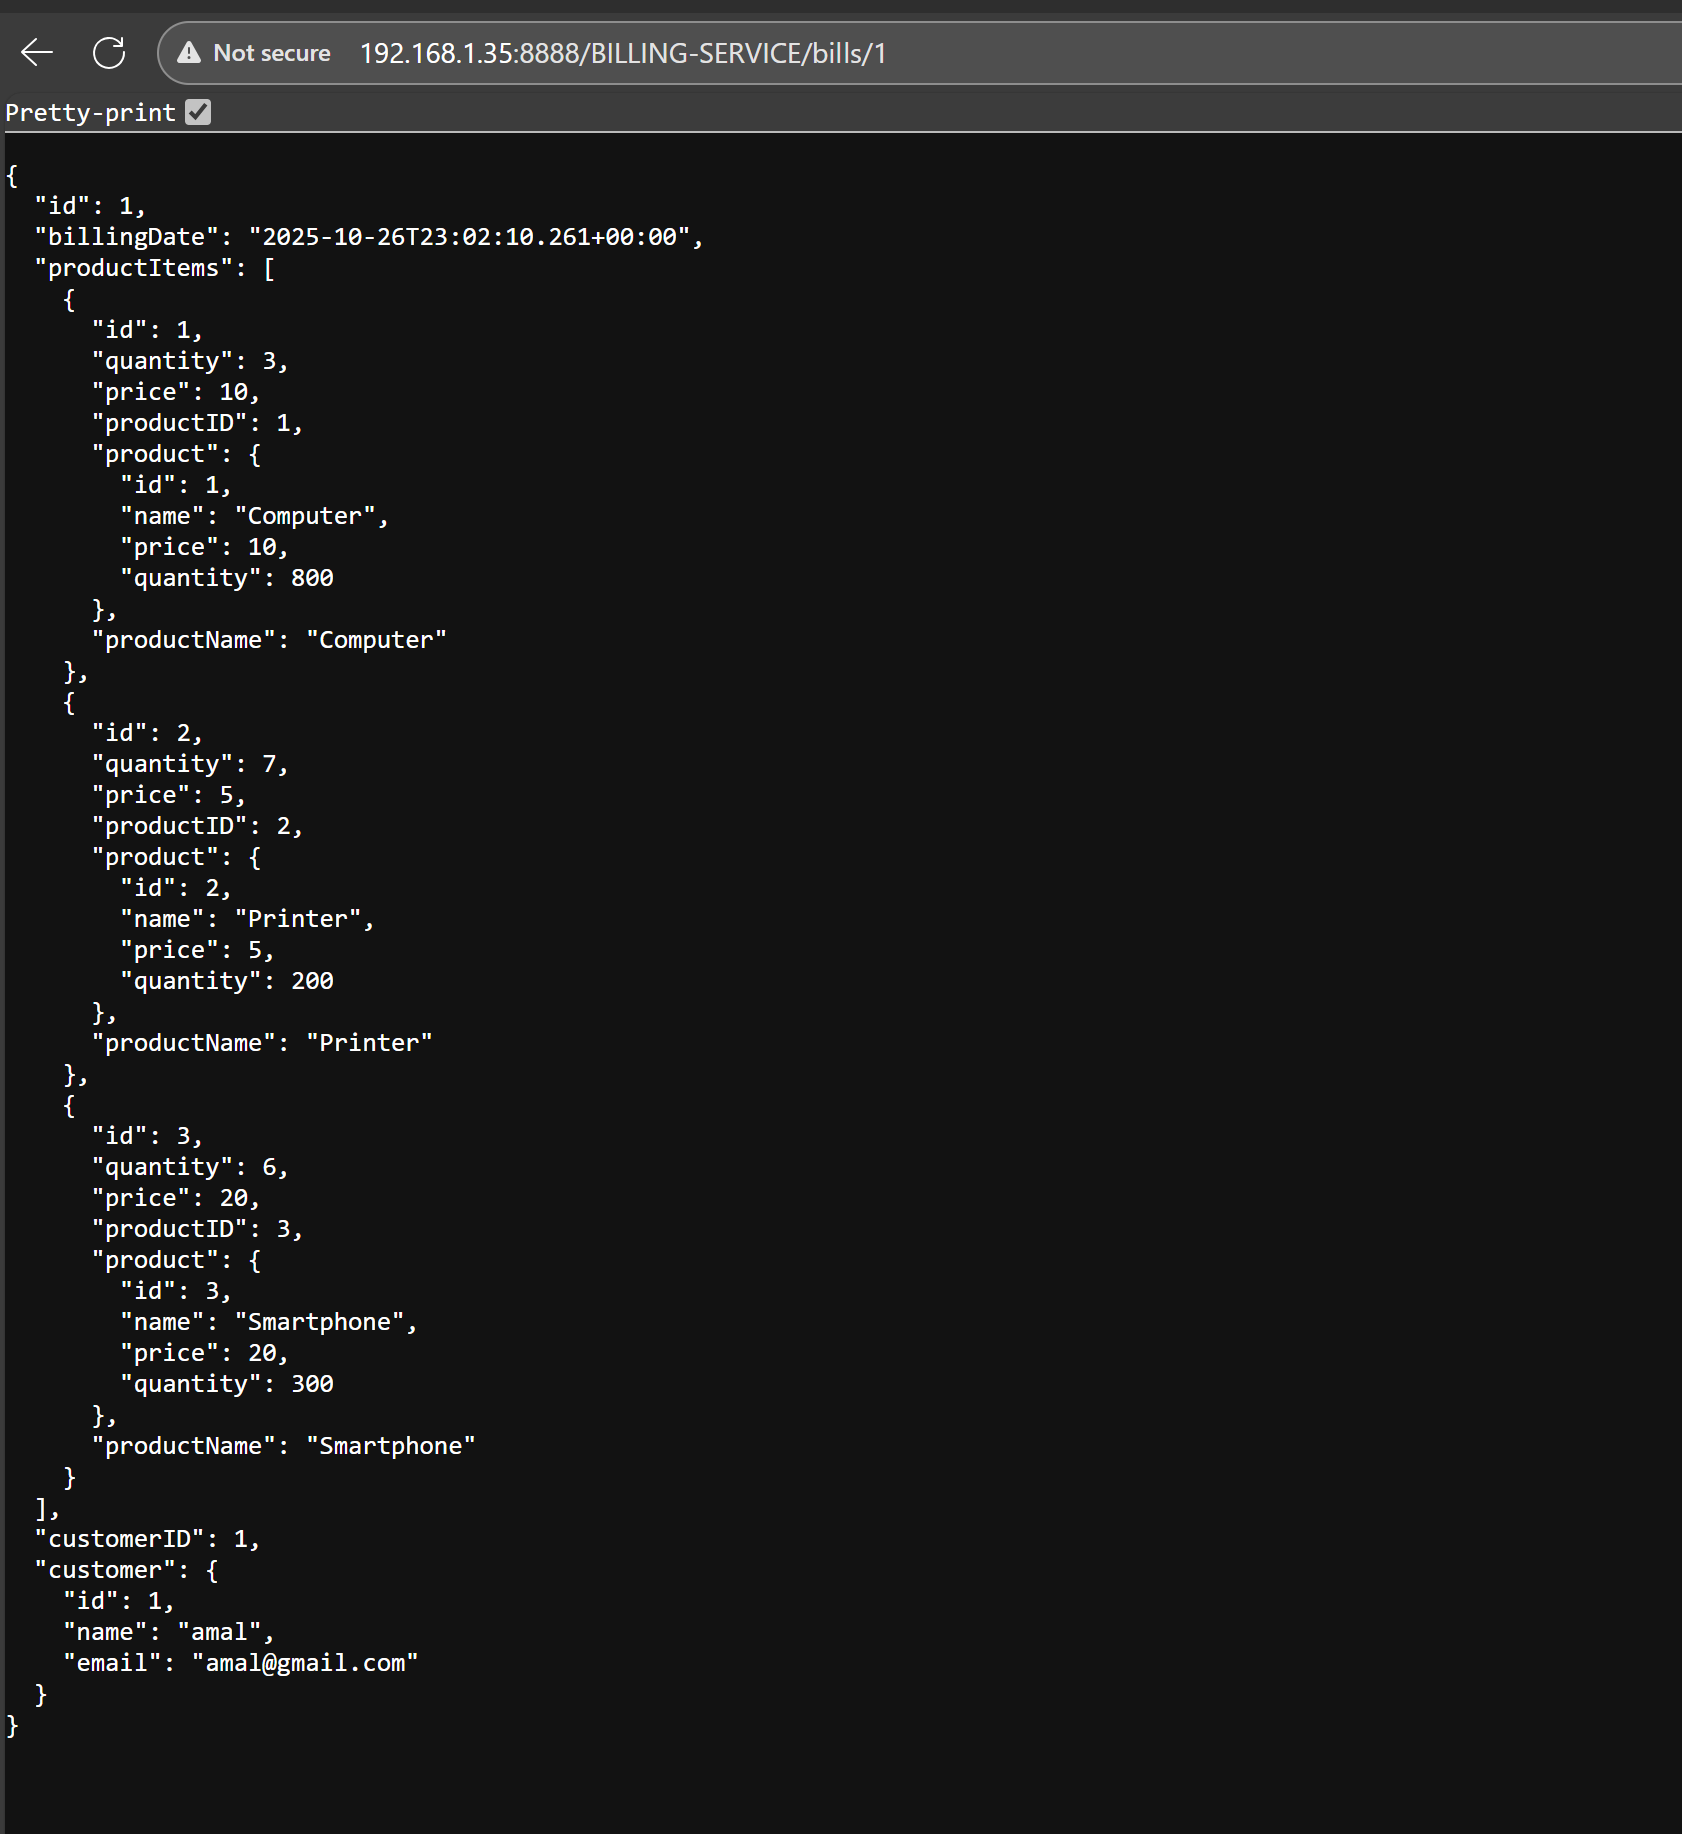 Not secure 192.168.1.35:8888/BILLING-SERVICE/bills/1
Pretty-print
{
  "id": 1,
  "billingDate": "2025-10-26T23:02:10.261+00:00",
  "productItems": [
    {
      "id": 1,
      "quantity": 3,
      "price": 10,
      "productID": 1,
      "product": {
        "id": 1,
        "name": "Computer",
        "price": 10,
        "quantity": 800
      },
      "productName": "Computer"
    },
    {
      "id": 2,
      "quantity": 7,
      "price": 5,
      "productID": 2,
      "product": {
        "id": 2,
        "name": "Printer",
        "price": 5,
        "quantity": 200
      },
      "productName": "Printer"
    },
    {
      "id": 3,
      "quantity": 6,
      "price": 20,
      "productID": 3,
      "product": {
        "id": 3,
        "name": "Smartphone",
        "price": 20,
        "quantity": 300
      },
      "productName": "Smartphone"
    }
  ],
  "customerID": 1,
  "customer": {
    "id": 1,
    "name": "amal",
    "email": "amal@gmail.com"
  }
}